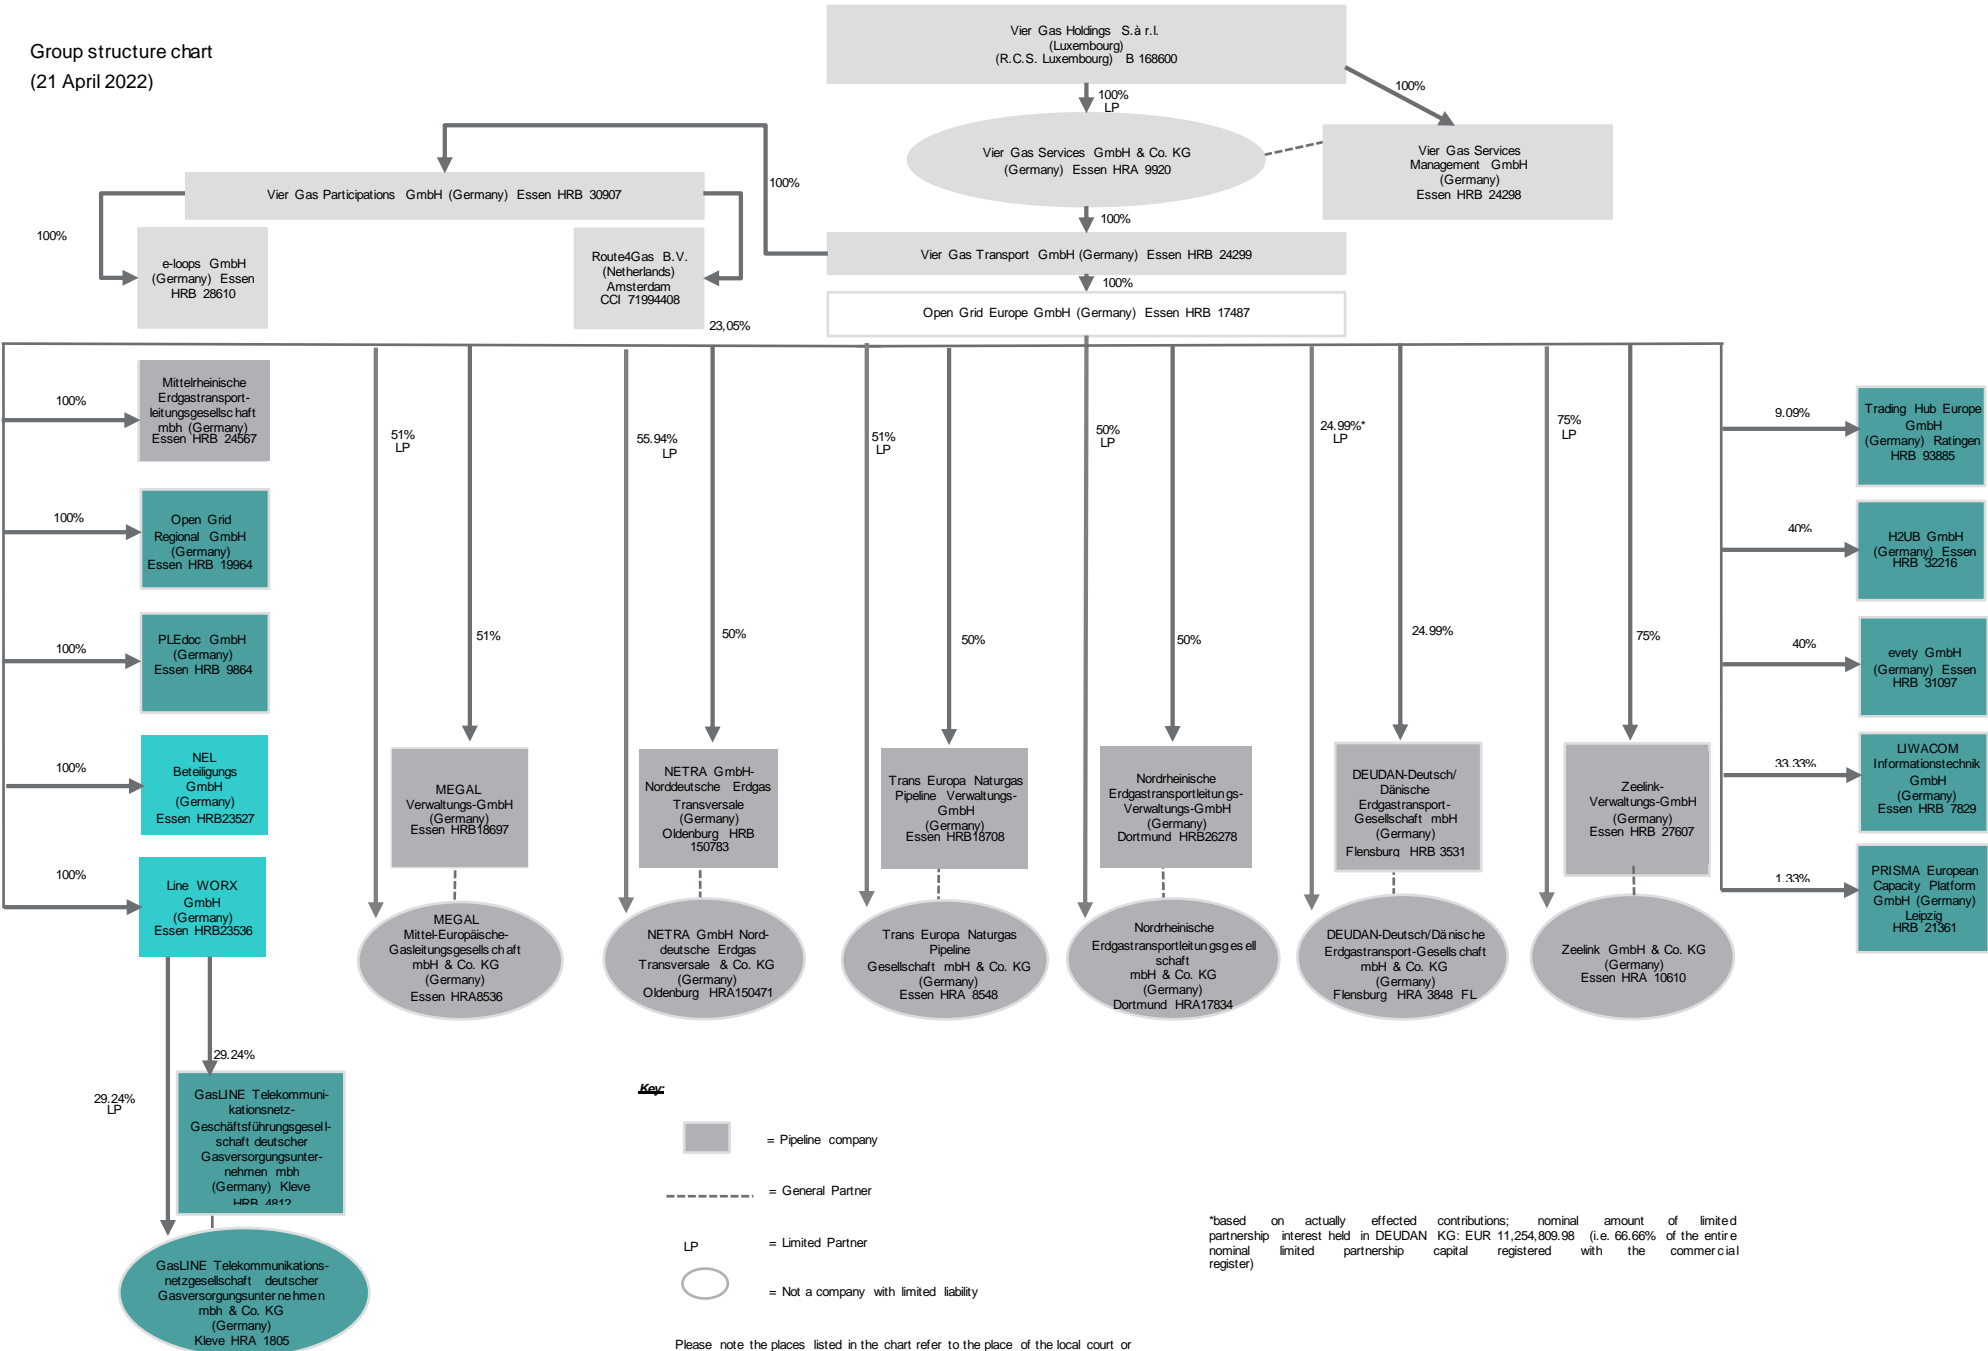 Group structure chart
(21 April 2022)
Vier Gas Holdings S.à r.l.
(Luxembourg)
(R.C.S. Luxembourg) B 168600
100%
LP
100%
Vier Gas Services GmbH & Co. KG
(Germany) Essen HRA 9920
Vier Gas Services
Management GmbH
(Germany)
Essen HRB 24298
100%
Vier Gas Participations GmbH (Germany) Essen HRB 30907
100%
100%
Vier Gas Transport GmbH (Germany) Essen HRB 24299
e-loops GmbH
(Germany) Essen
HRB 28610
Route4Gas B.V.
(Netherlands)
Amsterdam
CCI 71994408
23,05%
100%
Open Grid Europe GmbH (Germany) Essen HRB 17487
100%
Mittelrheinische
Erdgastransport-
leitungsgesellschaft
mbh (Germany)
Essen HRB 24567
100%
Open Grid
Regional GmbH
(Germany)
Essen HRB 19964
100%
PLEdoc GmbH
(Germany)
Essen HRB 9864
100%
NEL
Beteiligungs
GmbH
(Germany)
Essen HRB23527
100%
Line WORX
GmbH
(Germany)
Essen HRB23536
51%
LP
55.94%
LP
51%
LP
50%
LP
24.99%*
LP
75%
LP
51%
50%
50%
50%
24.99%
75%
MEGAL
Verwaltungs-GmbH
(Germany)
Essen HRB18697
NETRA GmbH-
Norddeutsche Erdgas
Transversale
(Germany)
Oldenburg HRB
150783
Trans Europa Naturgas
Pipeline Verwaltungs-
GmbH
(Germany)
Essen HRB18708
Nordrheinische
Erdgastransportleitungs-
Verwaltungs-GmbH
(Germany)
Dortmund HRB26278
DEUDAN-Deutsch/
Dänische
Erdgastransport-
Gesellschaft mbH
(Germany)
Flensburg HRB 3531
Zeelink-
Verwaltungs-GmbH
(Germany)
Essen HRB 27607
MEGAL
Mittel-Europäische-
Gasleitungsgesellschaft
mbH & Co. KG
(Germany)
Essen HRA8536
NETRA GmbH Nord-
deutsche Erdgas
Transversale & Co. KG
(Germany)
Oldenburg HRA150471
Trans Europa Naturgas
Pipeline
Gesellschaft mbH & Co. KG
(Germany)
Essen HRA 8548
Nordrheinische
Erdgastransportleitungsgesell
schaft
mbH & Co. KG
(Germany)
Dortmund HRA17834
DEUDAN-Deutsch/Dänische
Erdgastransport-Gesellschaft
mbH & Co. KG
(Germany)
Flensburg HRA 3848 FL
Zeelink GmbH & Co. KG
(Germany)
Essen HRA 10610
9.09%
Trading Hub Europe
GmbH
(Germany) Ratingen
HRB 93885
40%
H2UB GmbH
(Germany) Essen
HRB 32216
40%
evety GmbH
(Germany) Essen
HRB 31097
33.33%
LIWACOM
Informationstechnik
GmbH
(Germany)
Essen HRB 7829
1.33%
PRISMA European
Capacity Platform
GmbH (Germany)
Leipzig
HRB 21361
29.24%
29.24%
LP
GasLINE Telekommuni-
kationsnetz-
Geschäftsführungsgesell-
schaft deutscher
Gasversorgungsunter-
nehmen mbh
(Germany) Kleve
HRB 4812
GasLINE Telekommunikations-
netzgesellschaft deutscher
Gasversorgungsunternehmen
mbh & Co. KG
(Germany)
Kleve HRA 1805
Key:
= Pipeline company
= General Partner
LP = Limited Partner
= Not a company with limited liability
*based on actually effected contributions; nominal amount of limited
partnership interest held in DEUDAN KG: EUR 11,254,809.98 (i.e. 66.66% of the entire
nominal limited partnership capital registered with the commercial
register)
Please note the places listed in the chart refer to the place of the local court or